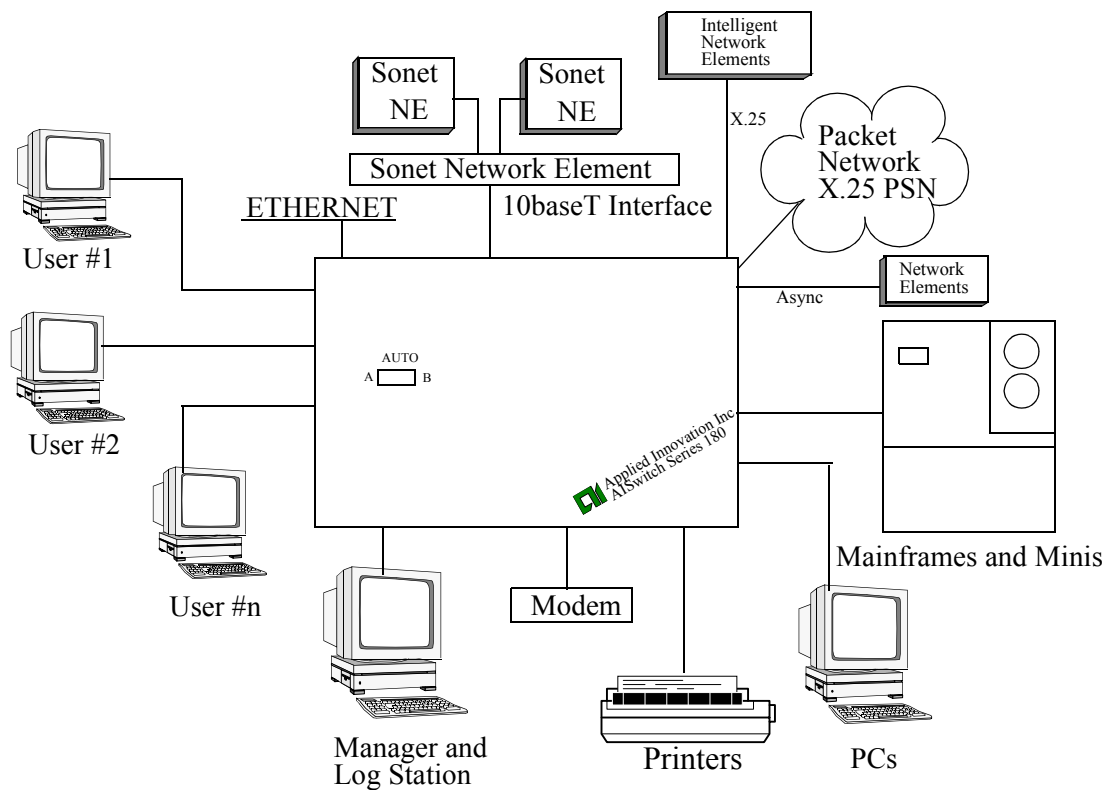 Intelligent
Network
Elements
Sonet
NE
Sonet
NE
X.25
Packet
Network
X.25 PSN
Sonet Network Element
ETHERNET
10baseT Interface
User #1
Network
Elements
Async
AUTO
A
B
User #2
Applied Innovation Inc.
AISwitch Series 180
Mainframes and Minis
User #n
Modem
Manager and
Log Station
Printers
PCs